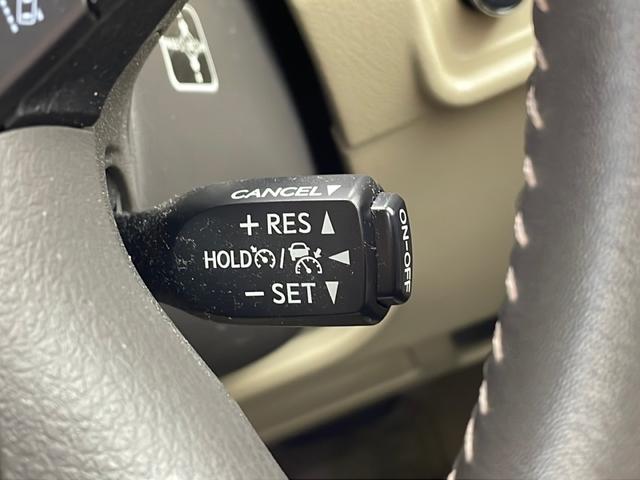 CANCEL▼
+ RES ▲
HOLD / ◀
− SET ▼
ON-OFF